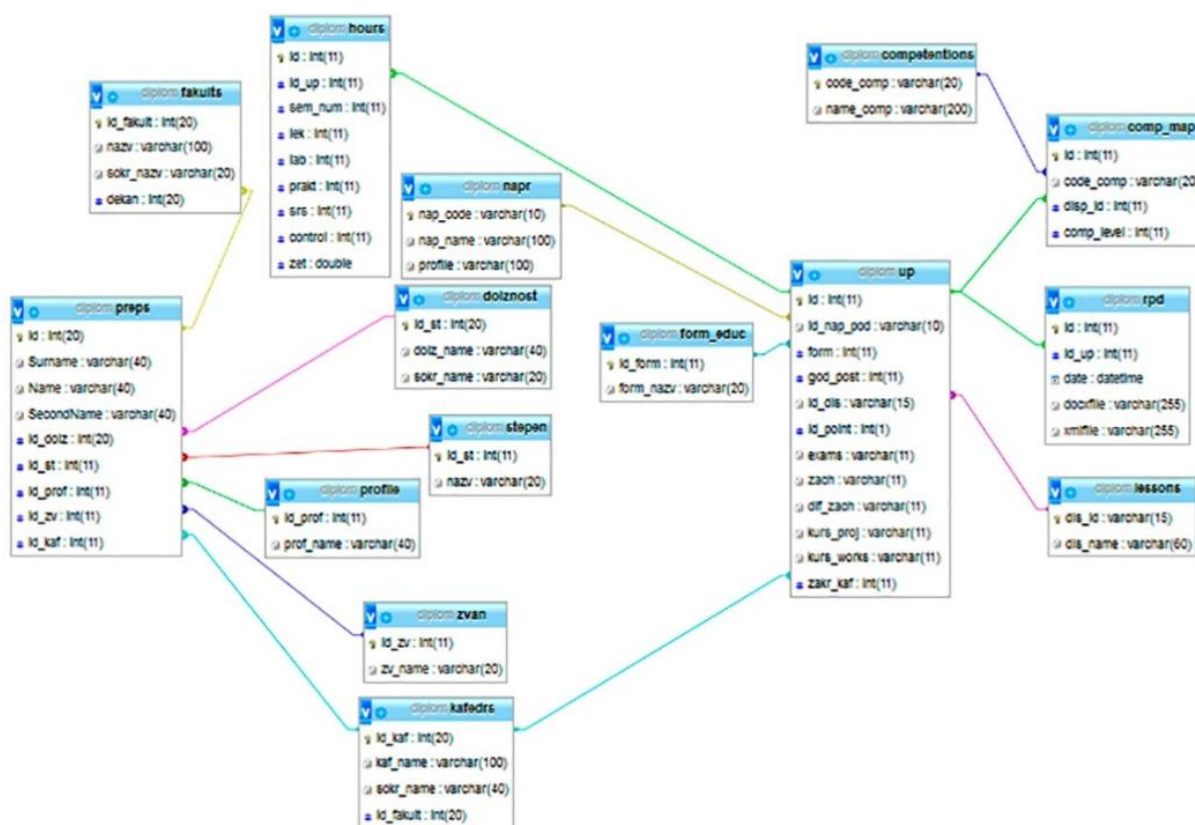 diplom hours
id : int(11)
id_up : int(11)
sem_num : int(11)
lek : int(11)
lab : int(11)
prakt : int(11)
srs : int(11)
control : int(11)
zet : double
diplom fakults
id_fakult : int(20)
nazv : varchar(100)
sokr_nazv : varchar(20)
dekan : int(20)
diplom napr
nap_code : varchar(10)
nap_name : varchar(100)
profile : varchar(100)
diplom competentions
code_comp : varchar(20)
name_comp : varchar(200)
diplom comp_map
id : int(11)
code_comp : varchar(20
disp_id : int(11)
comp_level : int(11)
diplom preps
id : int(20)
Surname : varchar(40)
Name : varchar(40)
SecondName : varchar(40)
id_dolz : int(20)
id_st : int(11)
id_prof : int(11)
id_zv : int(11)
id_kaf : int(11)
diplom dolznost
id_st : int(20)
dolz_name : varchar(40)
sokr_name : varchar(20)
diplom form_educ
id_form : int(11)
form_nazv : varchar(20)
diplom up
id : int(11)
id_nap_pod : varchar(10)
form : int(11)
god_post : int(11)
id_dis : varchar(15)
id_point : int(1)
exams : varchar(11)
zach : varchar(11)
dif_zach : varchar(11)
kurs_proj : varchar(11)
kurs_works : varchar(11)
zakr_kaf : int(11)
diplom rpd
id : int(11)
id_up : int(11)
date : datetime
docxfile : varchar(255)
xmlfile : varchar(255)
diplom stepen
id_st : int(11)
nazv : varchar(20)
diplom profile
id_prof : int(11)
prof_name : varchar(40)
diplom lessons
dis_id : varchar(15)
dis_name : varchar(60)
diplom zvan
id_zv : int(11)
zv_name : varchar(20)
diplom kafedrs
id_kaf : int(20)
kaf_name : varchar(100)
sokr_name : varchar(40)
id_fakult : int(20)